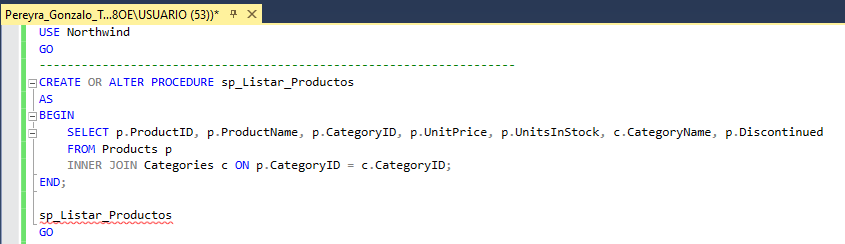 Pereyra_Gonzalo_T...8OE\USUARIO (53))*
USE Northwind
GO
--------------------------------------------------------------------
CREATE OR ALTER PROCEDURE sp_Listar_Productos
AS
BEGIN
    SELECT p.ProductID, p.ProductName, p.CategoryID, p.UnitPrice, p.UnitsInStock, c.CategoryName, p.Discontinued
    FROM Products p
    INNER JOIN Categories c ON p.CategoryID = c.CategoryID;
END;
sp_Listar_Productos
GO